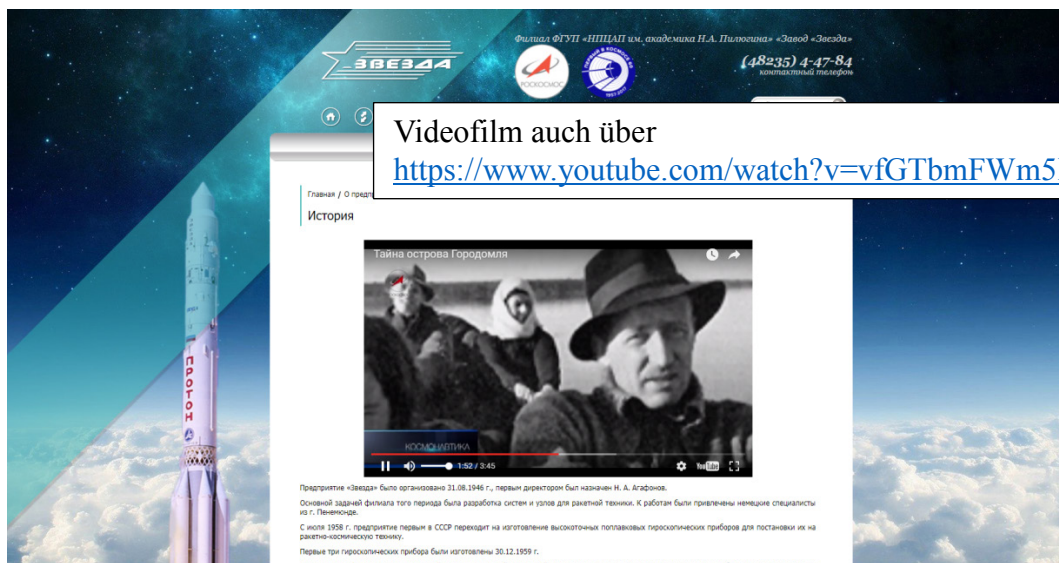 Филиал ФГУП «НПЦАП им. академика Н.А. Пилюгина» «Завод «Звезда»
ЗВЕЗДА
РОСКОСМОС
ПЕРВЫЙ В КОСМОСЕ
1957-2017
(48235) 4-47-84
контактный телефон
Videofilm auch über
https://www.youtube.com/watch?v=vfGTbmFWm5
Главная / О предп
История
Тайна острова Городомля
ПРОТОН
КОСМОНАВТИКА
1:52 / 3:45
YouTube
Предприятие «Звезда» было организовано 31.08.1946 г., первым директором был назначен Н. А. Агафонов.
Основной задачей филиала того периода была разработка систем и узлов для ракетной техники. К работам были привлечены немецкие специалисты
из г. Пенемюнде.
С июля 1958 г. предприятие первым в СССР переходит на изготовление высокоточных поплавковых гироскопических приборов для постановки их на
ракетно-космическую технику.
Первые три гироскопических прибора были изготовлены 30.12.1959 г.